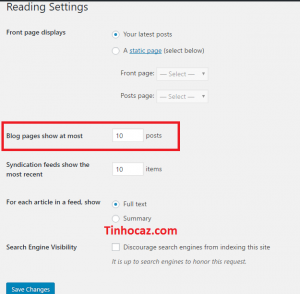 Reading Settings
Front page displays
Your latest posts
A static page (select below)
Front page: — Select —
Posts page: — Select —
Blog pages show at most 10 posts
Syndication feeds show the
most recent 10 items
For each article in a feed, show Full text
Summary
Tinhocaz.com
Search Engine Visibility Discourage search engines from indexing this site
It is up to search engines to honor this request.
Save Changes